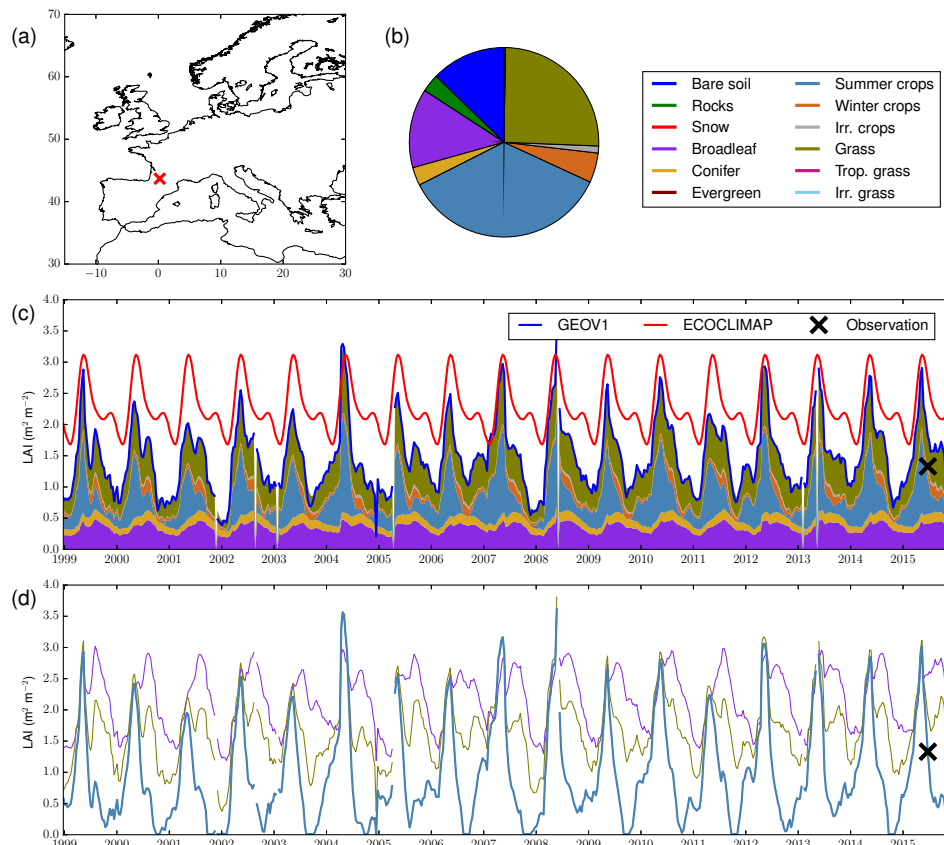 (a)
70
60
50
40
30
−10 0 10 20 30
(b)
Bare soil Summer crops
Rocks Winter crops
Snow Irr. crops
Broadleaf Grass
Conifer Trop. grass
Evergreen Irr. grass
(c)
GEOV1 ECOCLIMAP Observation
LAI (m² m⁻²)
4.0
3.5
3.0
2.5
2.0
1.5
1.0
0.5
0.0
1999 2000 2001 2002 2003 2004 2005 2006 2007 2008 2009 2010 2011 2012 2013 2014 2015
(d)
LAI (m² m⁻²)
4.0
3.5
3.0
2.5
2.0
1.5
1.0
0.5
0.0
1999 2000 2001 2002 2003 2004 2005 2006 2007 2008 2009 2010 2011 2012 2013 2014 2015